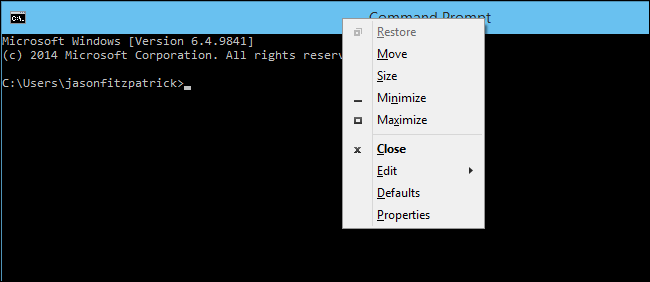 Command Prompt
Microsoft Windows [Version 6.4.9841]
(c) 2014 Microsoft Corporation. All rights reserv
C:\Users\jasonfitzpatrick>
Restore
Move
Size
Minimize
Maximize
Close
Edit
Defaults
Properties